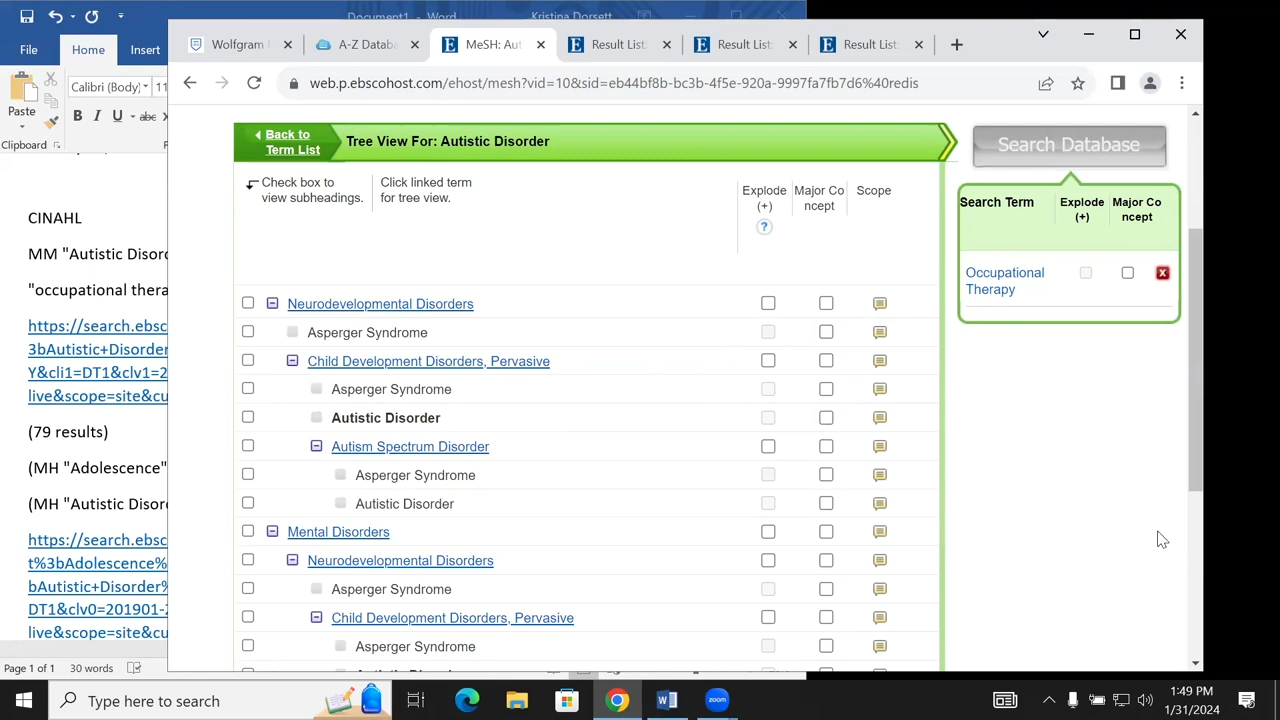 Document1 - Word
Kristina Dorsett
File
Home
Insert
Paste
Calibri (Body)
11
B
I
U
abc
Clipboard
CINAHL
MM "Autistic Disord
"occupational thera
https://search.ebsc
3bAutistic+Disorder
Y&cli1=DT1&clv1=2
live&scope=site&cu
(79 results)
(MH "Adolescence"
(MH "Autistic Disord
https://search.ebsc
t%3bAdolescence%
bAutistic+Disorder%
DT1&clv0=201901-2
live&scope=site&cu
Page 1 of 1
30 words
Wolfgram
A-Z Databa
MeSH: Aut
Result List:
Result List:
Result List:
web.p.ebscohost.com/ehost/mesh?vid=10&sid=eb44bf8b-bc3b-4f5e-920a-9997fa7fb7d6%40redis
Back to
Term List
Tree View For: Autistic Disorder
Check box to
view subheadings.
Click linked term
for tree view.
Explode
(+)
?
Major Co
ncept
Scope
Neurodevelopmental Disorders
Asperger Syndrome
Child Development Disorders, Pervasive
Asperger Syndrome
Autistic Disorder
Autism Spectrum Disorder
Asperger Syndrome
Autistic Disorder
Mental Disorders
Neurodevelopmental Disorders
Asperger Syndrome
Child Development Disorders, Pervasive
Asperger Syndrome
Search Database
Search Term
Explode
(+)
Major Co
ncept
Occupational
Therapy
Type here to search
zoom
1:49 PM
1/31/2024